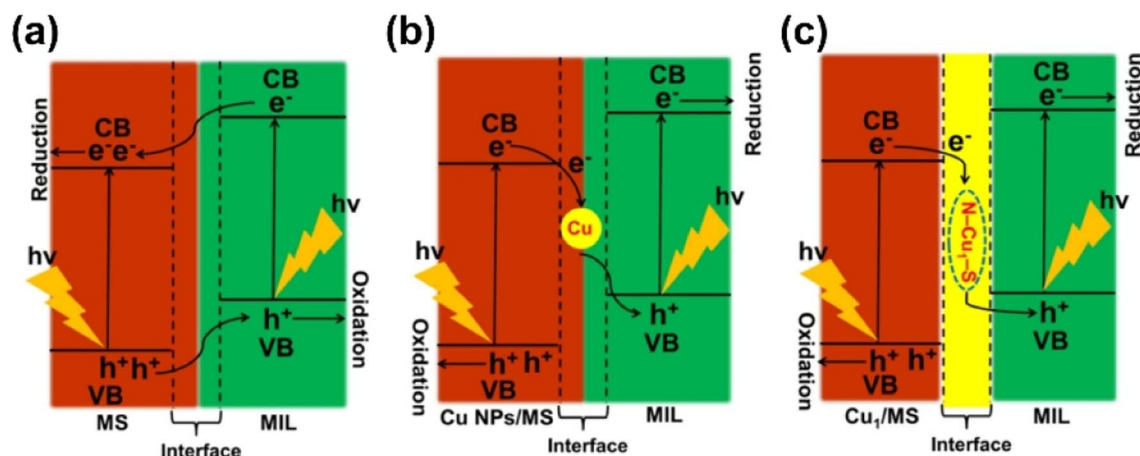 (a)
CB
e⁻
CB
e⁻e⁻
Reduction
hν
hν
Oxidation
h⁺
VB
h⁺h⁺
VB
MS
MIL
Interface
(b)
CB
e⁻
Reduction
CB
e⁻
e⁻
Cu
hν
hν
h⁺
VB
Oxidation
h⁺ h⁺
VB
Cu NPs/MS
MIL
Interface
(c)
CB
e⁻
Reduction
CB
e⁻
e⁻
N–Cu₁–S
hν
hν
h⁺
VB
Oxidation
h⁺ h⁺
VB
Cu₁/MS
MIL
Interface